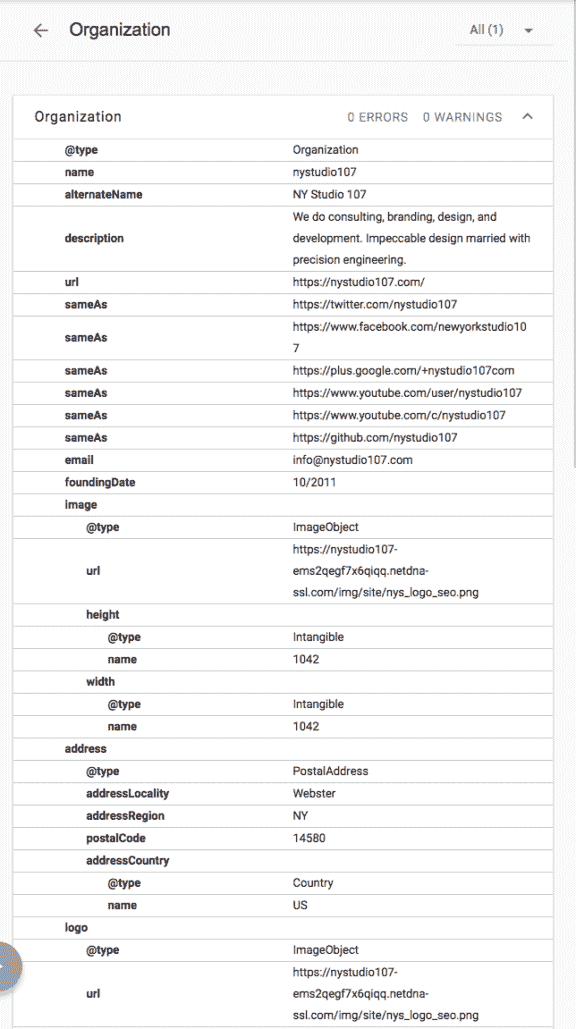 Organization
All (1)
Organization 0 ERRORS 0 WARNINGS
@type Organization
name nystudio107
alternateName NY Studio 107
description We do consulting, branding, design, and
development. Impeccable design married with
precision engineering.
url https://nystudio107.com/
sameAs https://twitter.com/nystudio107
sameAs https://www.facebook.com/newyorkstudio10
7
sameAs https://plus.google.com/+nystudio107com
sameAs https://www.youtube.com/user/nystudio107
sameAs https://www.youtube.com/c/nystudio107
sameAs https://github.com/nystudio107
email info@nystudio107.com
foundingDate 10/2011
image
@type ImageObject
url https://nystudio107-
ems2qegf7x6qiqq.netdna-
ssl.com/img/site/nys_logo_seo.png
height
@type Intangible
name 1042
width
@type Intangible
name 1042
address
@type PostalAddress
addressLocality Webster
addressRegion NY
postalCode 14580
addressCountry
@type Country
name US
logo
@type ImageObject
url https://nystudio107-
ems2qegf7x6qiqq.netdna-
ssl.com/img/site/nys_logo_seo.png